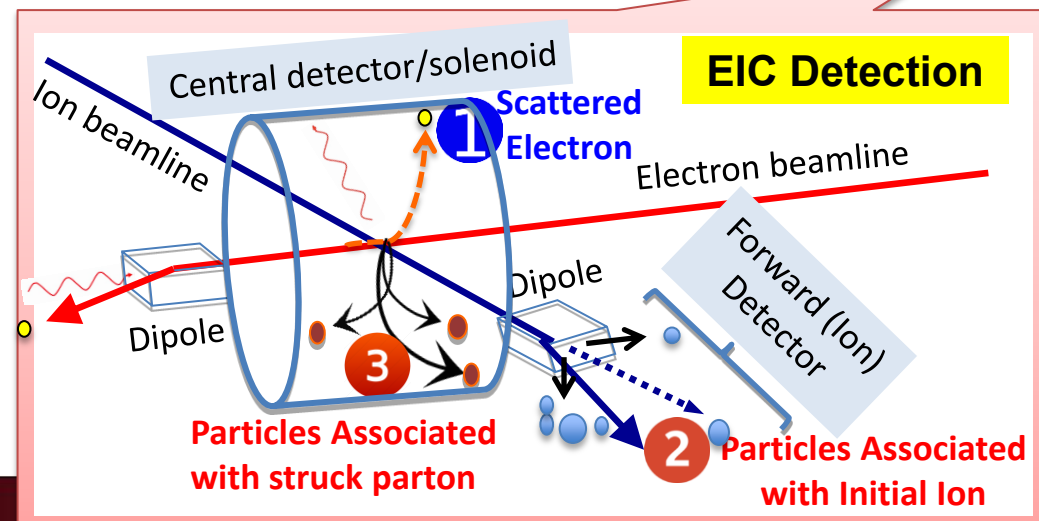 EIC Detection
Central detector/solenoid
Ion beamline
1
Scattered
Electron
Electron beamline
Forward (Ion)
Detector
Dipole
Dipole
3
Particles Associated
with struck parton
2
Particles Associated
with Initial Ion